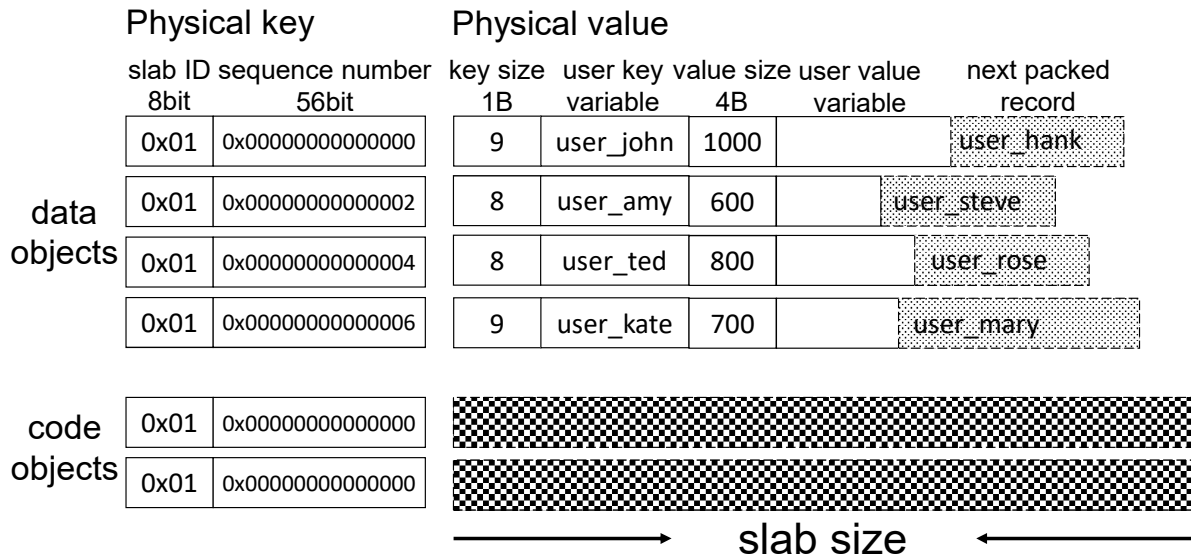 Physical key Physical value
slab ID sequence number key size user key value size user value next packed
8bit 56bit 1B variable 4B variable record
0x01 0x00000000000000 9 user_john 1000 user_hank
0x01 0x00000000000002 8 user_amy 600 user_steve
data
objects
0x01 0x00000000000004 8 user_ted 800 user_rose
0x01 0x00000000000006 9 user_kate 700 user_mary
code
objects
0x01 0x00000000000000
0x01 0x00000000000000
slab size